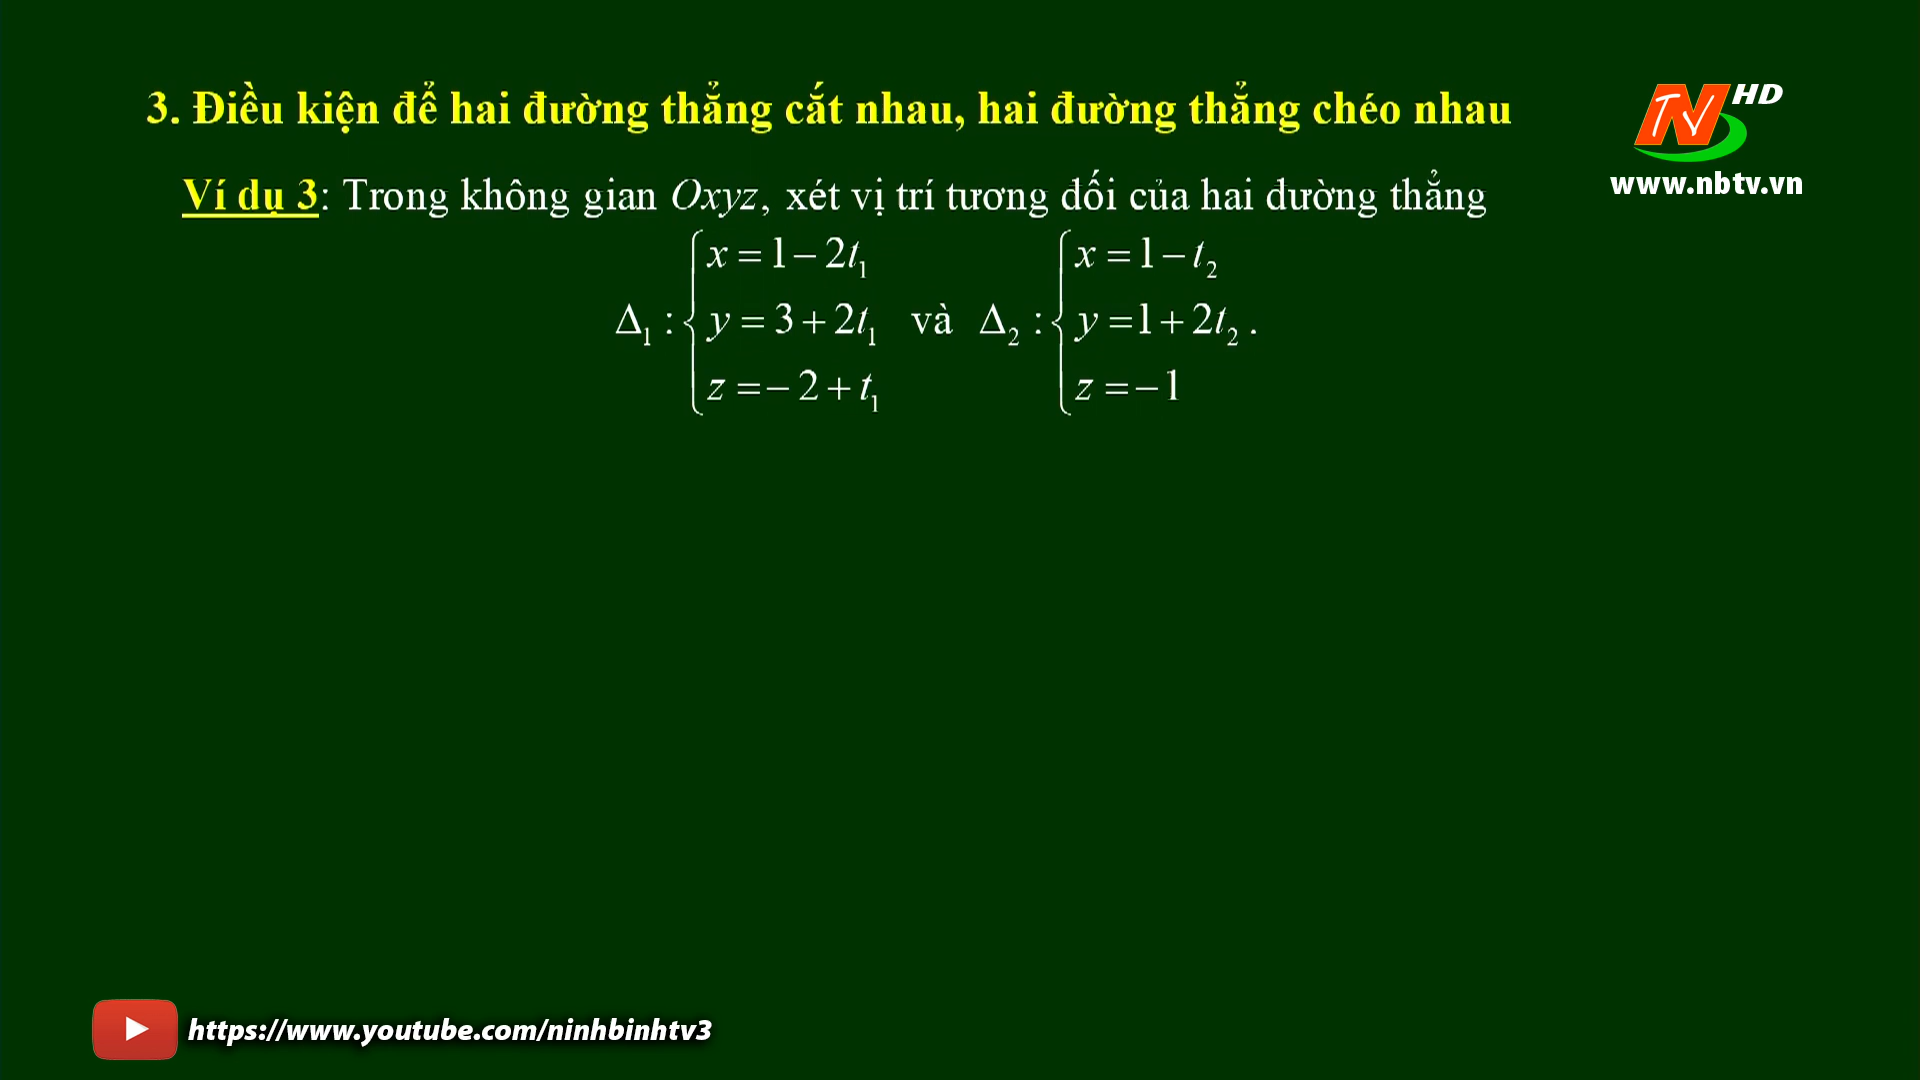 3. Điều kiện để hai đường thẳng cắt nhau, hai đường thẳng chéo nhau
HD
TV N
www.nbtv.vn
Ví dụ 3: Trong không gian Oxyz, xét vị trí tương đối của hai đường thẳng
Δ₁ : { x = 1 − 2t₁ ; y = 3 + 2t₁ ; z = − 2 + t₁ và Δ₂ : { x = 1 − t₂ ; y = 1 + 2t₂ ; z = − 1 .
https://www.youtube.com/ninhbinhtv3